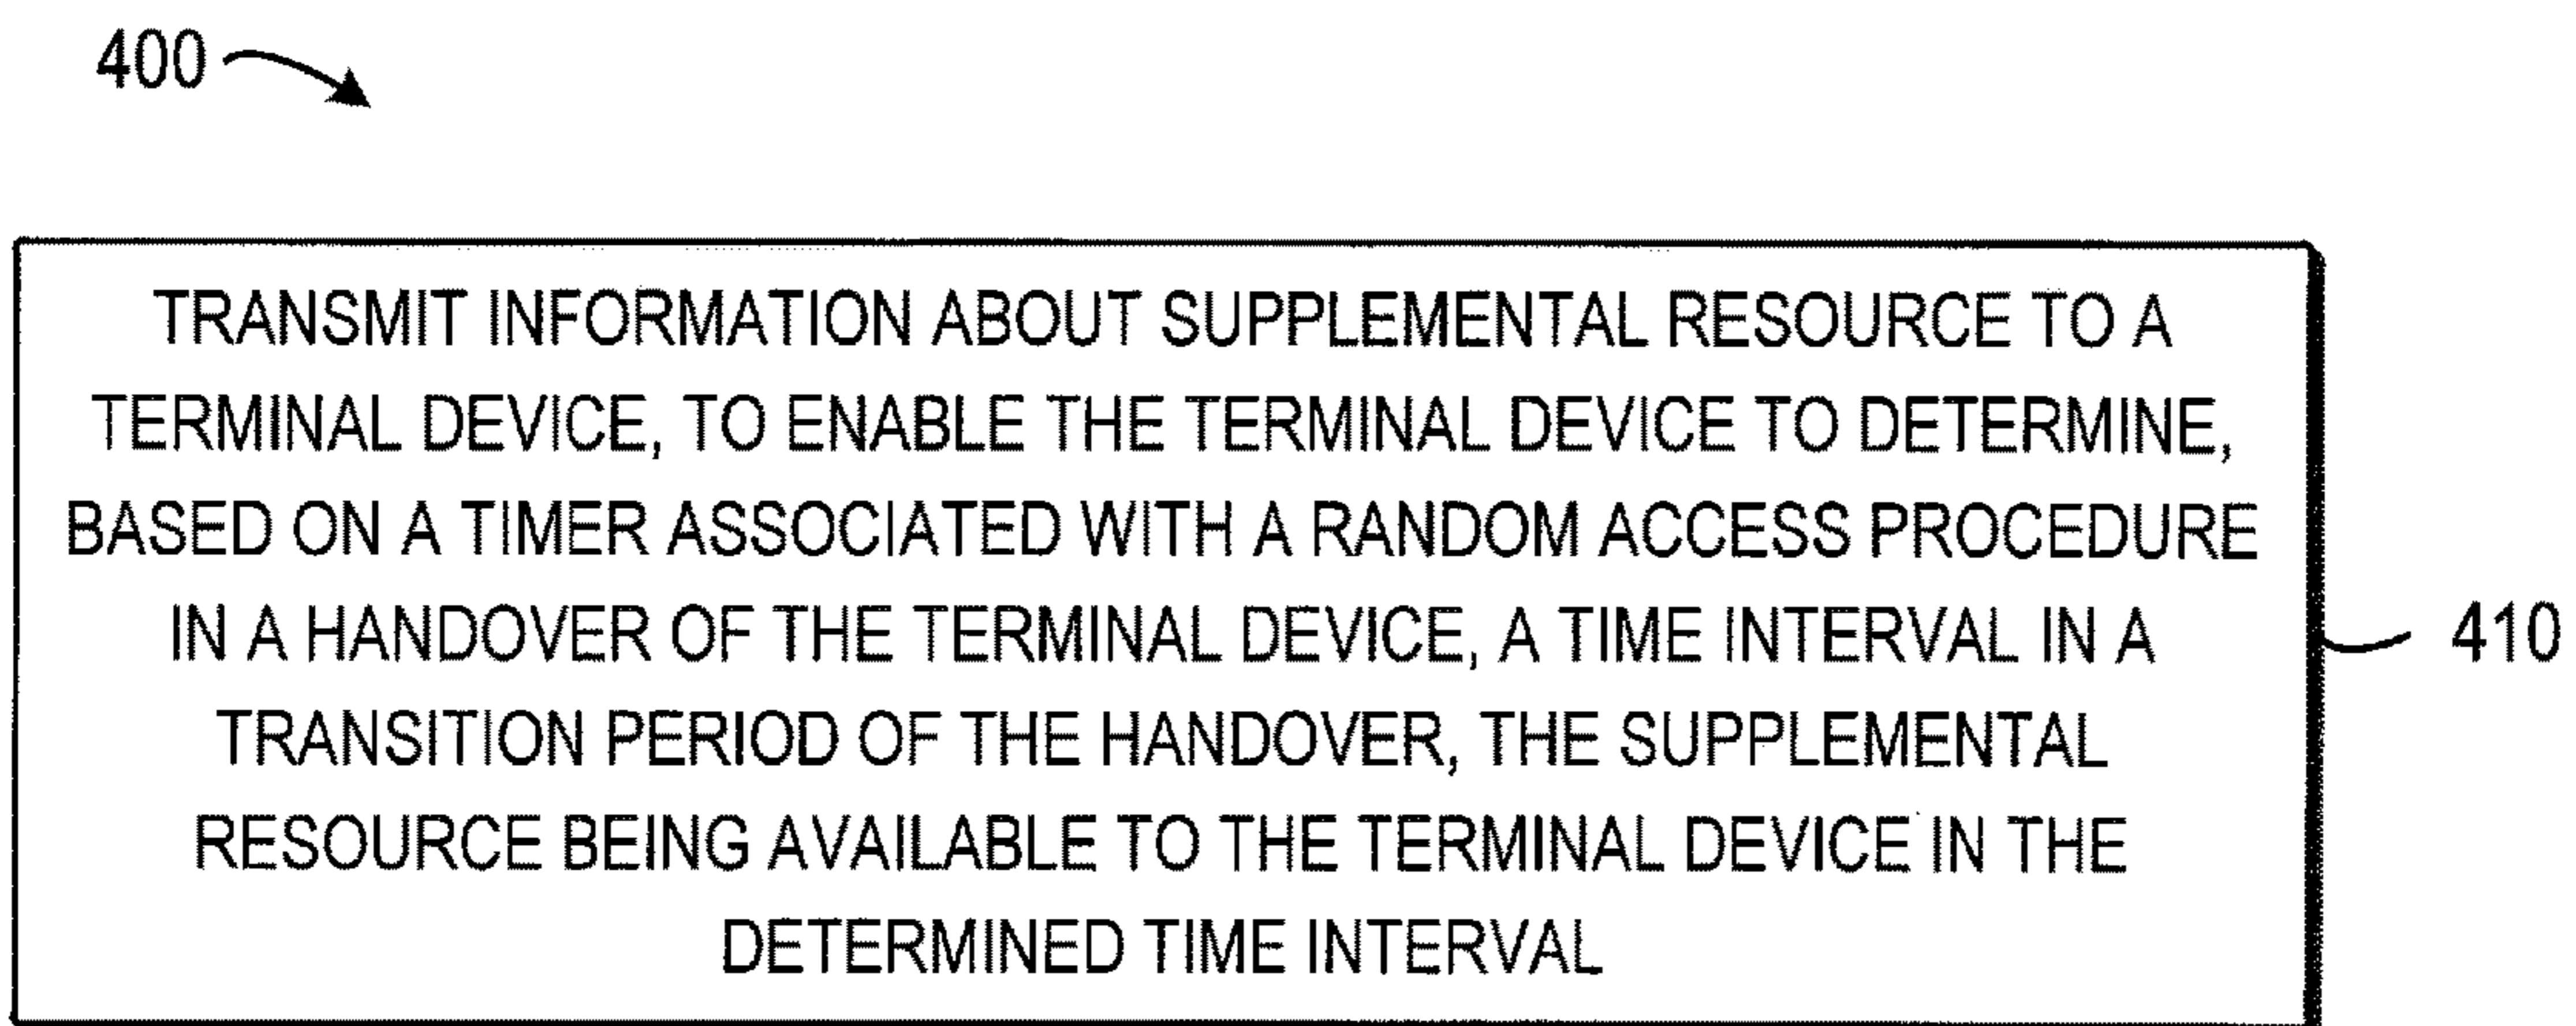 400
TRANSMIT INFORMATION ABOUT SUPPLEMENTAL RESOURCE TO A
TERMINAL DEVICE, TO ENABLE THE TERMINAL DEVICE TO DETERMINE,
BASED ON A TIMER ASSOCIATED WITH A RANDOM ACCESS PROCEDURE
IN A HANDOVER OF THE TERMINAL DEVICE, A TIME INTERVAL IN A
TRANSITION PERIOD OF THE HANDOVER, THE SUPPLEMENTAL
RESOURCE BEING AVAILABLE TO THE TERMINAL DEVICE IN THE
DETERMINED TIME INTERVAL
410